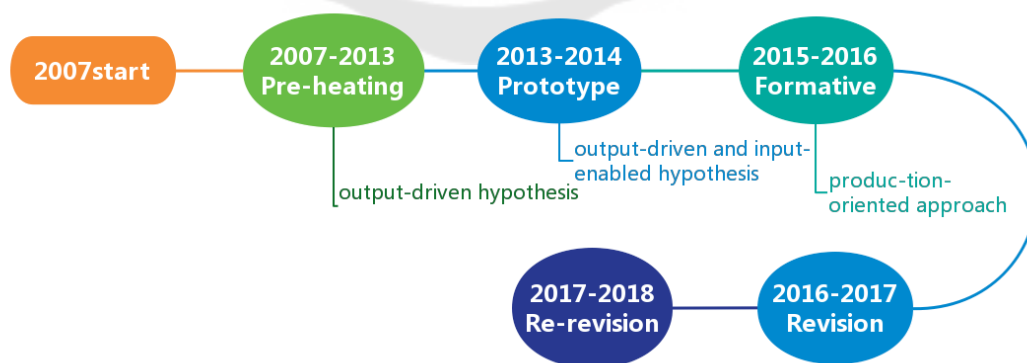 2007start
2007-2013
Pre-heating
2013-2014
Prototype
2015-2016
Formative
output-driven hypothesis
output-driven and input-
enabled hypothesis
produc-tion-
oriented approach
2016-2017
Revision
2017-2018
Re-revision